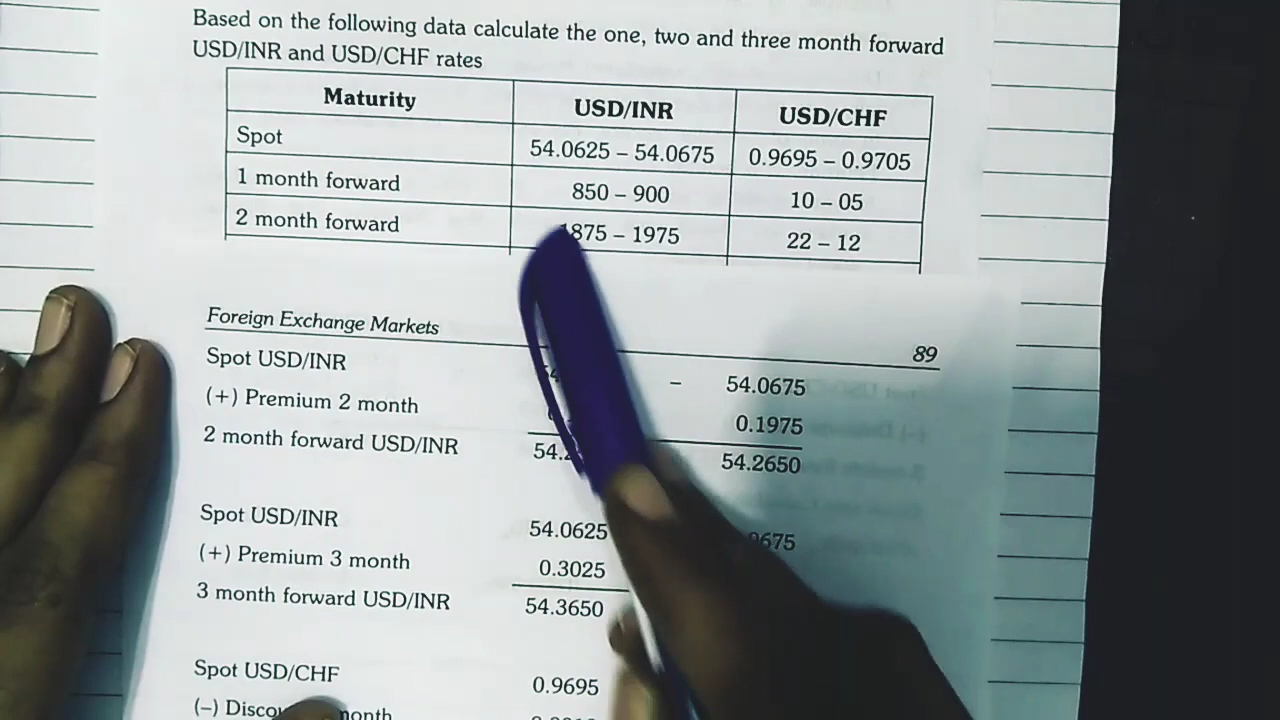 Based on the following data calculate the one, two and three month forward
USD/INR and USD/CHF rates
Maturity USD/INR USD/CHF
Spot 54.0625 – 54.0675 0.9695 – 0.9705
1 month forward 850 – 900 10 – 05
2 month forward 1875 – 1975 22 – 12
Foreign Exchange Markets 89
Spot USD/INR – 54.0675
(+) Premium 2 month 0.1975
2 month forward USD/INR 54.2650
Spot USD/INR 54.0625
(+) Premium 3 month 0.3025
3 month forward USD/INR 54.3650
Spot USD/CHF 0.9695
(–)